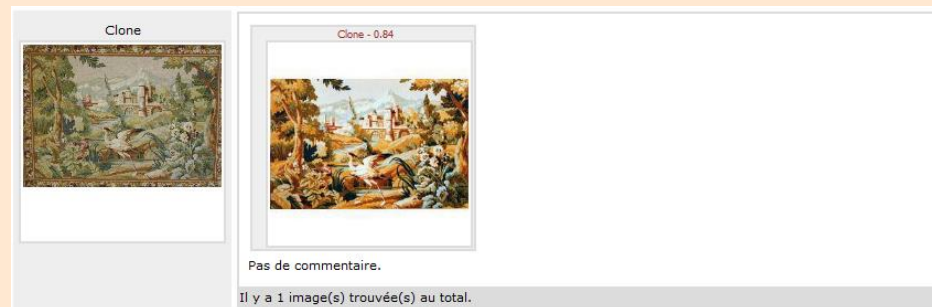 Clone
Clone - 0.84
Pas de commentaire.
Il y a 1 image(s) trouvée(s) au total.